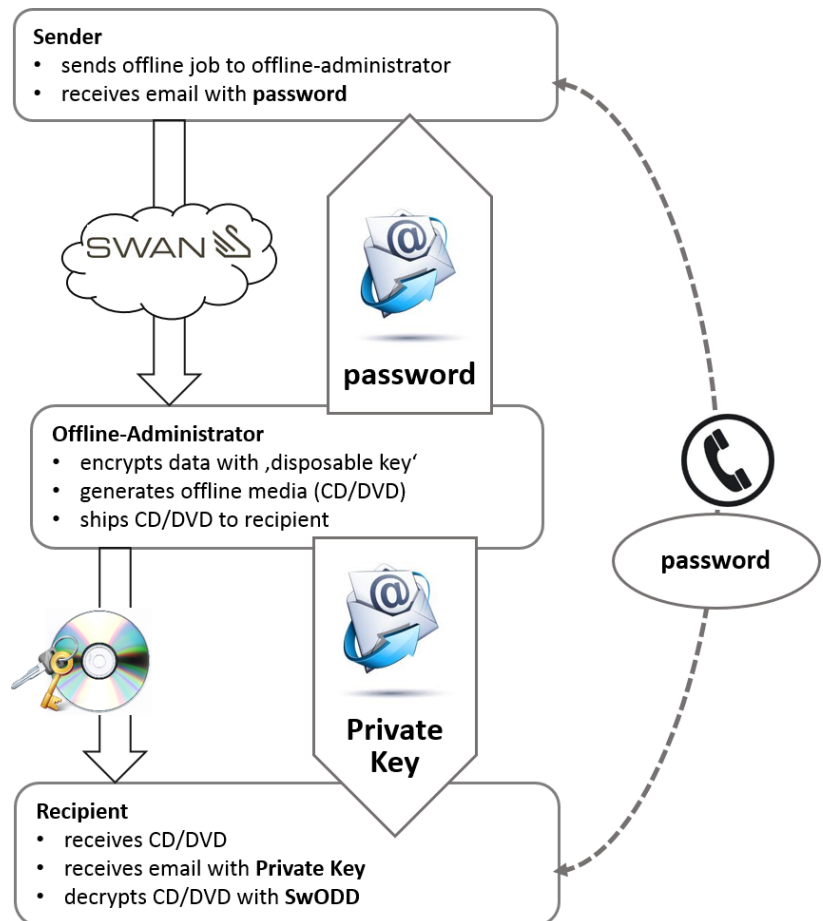 Sender
• sends offline job to offline-administrator
• receives email with password
SWAN
@
password
Offline-Administrator
• encrypts data with ‚disposable key‘
• generates offline media (CD/DVD)
• ships CD/DVD to recipient
password
@
Private
Key
Recipient
• receives CD/DVD
• receives email with Private Key
• decrypts CD/DVD with SwODD